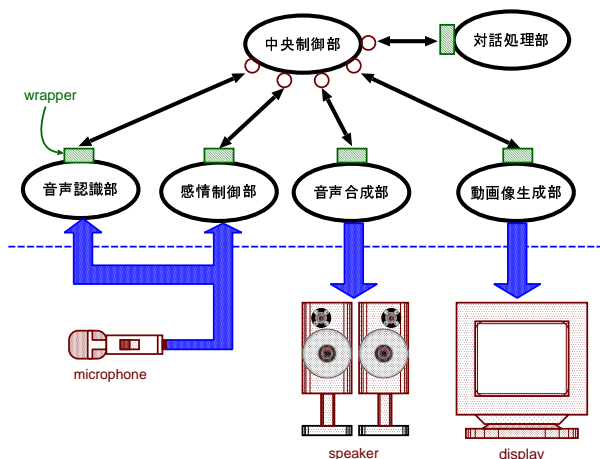 中央制御部
対話処理部
wrapper
音声認識部
感情制御部
音声合成部
動画像生成部
microphone
speaker
display